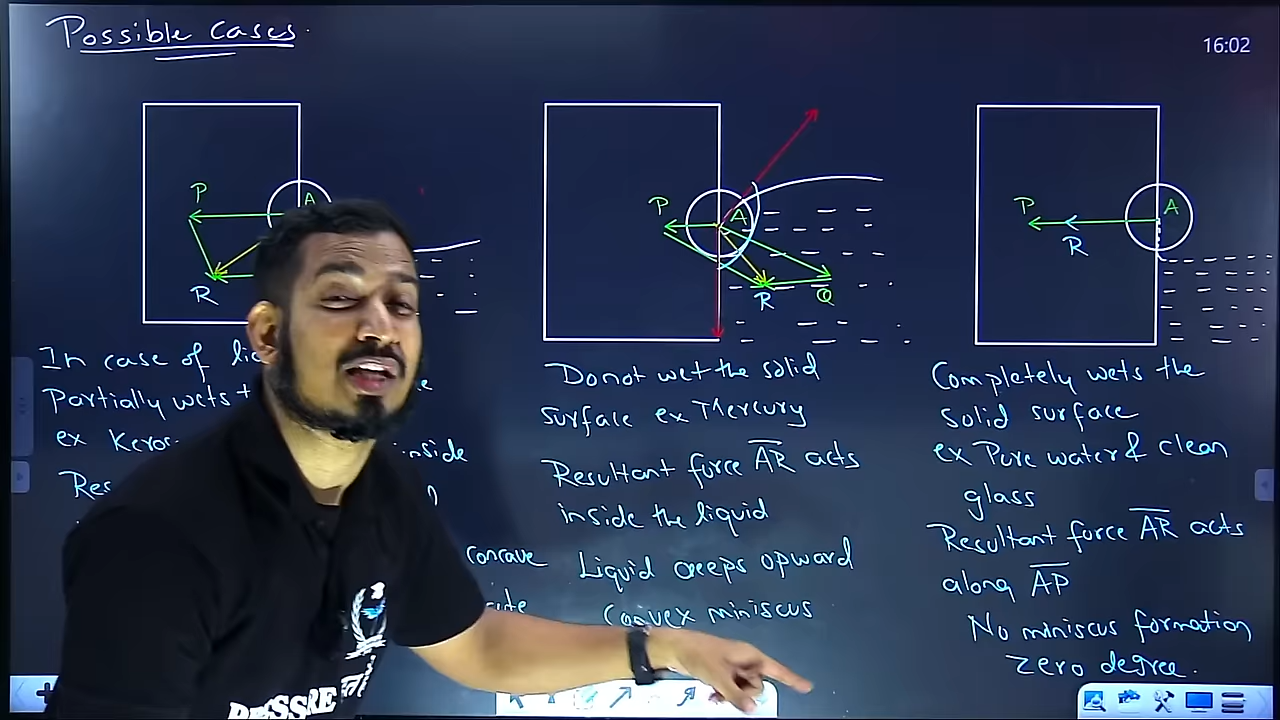 Possible cases.
16:02
P
A
R
In case of
Partially wets
ex
inside
Res
concave
P
A
R
Q
Donot wet the solid
surface ex Mercury
Resultant force AR acts
inside the liquid
Liquid creeps upward
Convex miniscus
P
A
R
Completely wets the
solid surface
ex Pure water & clean
glass
Resultant force AR acts
along AP
No miniscus formation
zero degree.